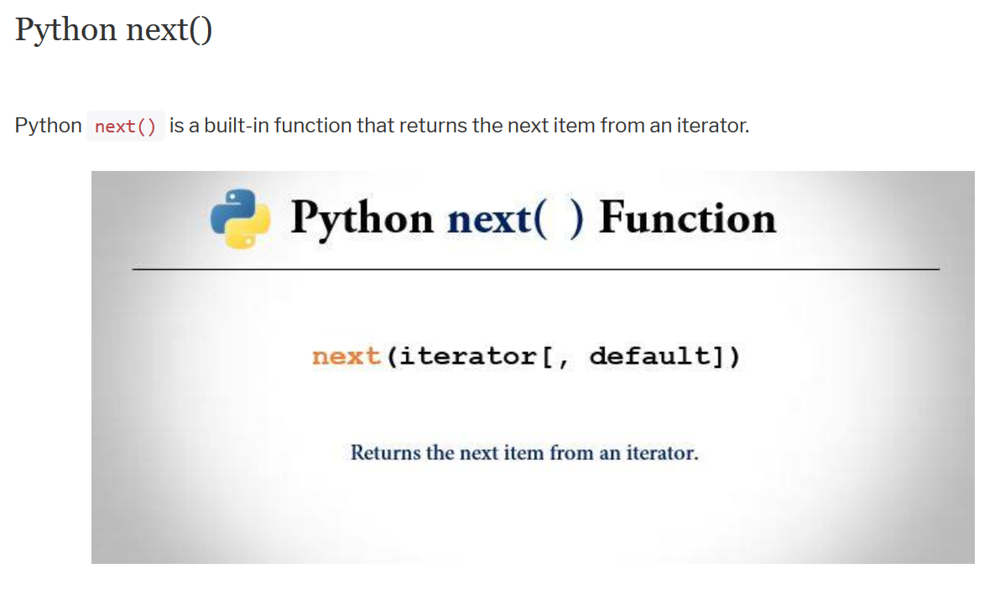 Python next()
Python next() is a built-in function that returns the next item from an iterator.
Python next( ) Function
next(iterator[, default])
Returns the next item from an iterator.